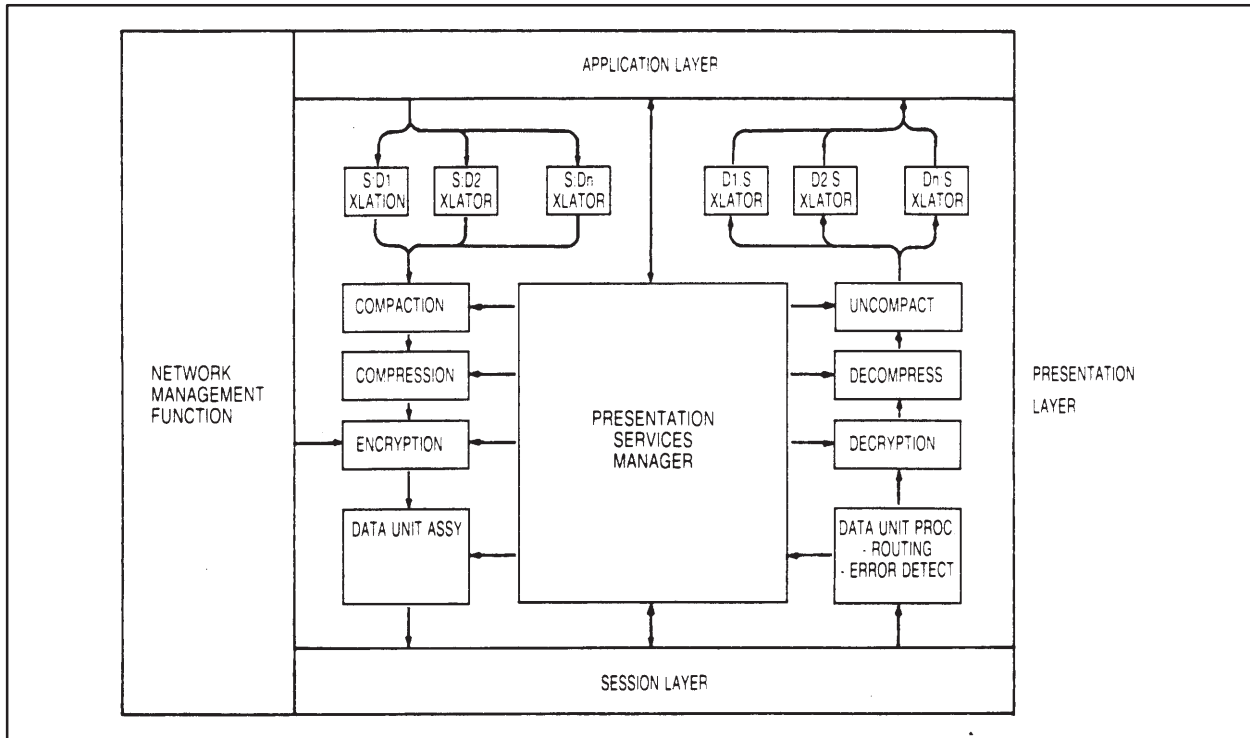 APPLICATION LAYER
S:D1
XLATION
S:D2
XLATOR
S:Dn
XLATOR
D1:S
XLATOR
D2:S
XLATOR
Dn:S
XLATOR
COMPACTION
COMPRESSION
ENCRYPTION
DATA UNIT ASSY
NETWORK
MANAGEMENT
FUNCTION
PRESENTATION
SERVICES
MANAGER
UNCOMPACT
DECOMPRESS
DECRYPTION
DATA UNIT PROC
- ROUTING
- ERROR DETECT
PRESENTATION
LAYER
SESSION LAYER